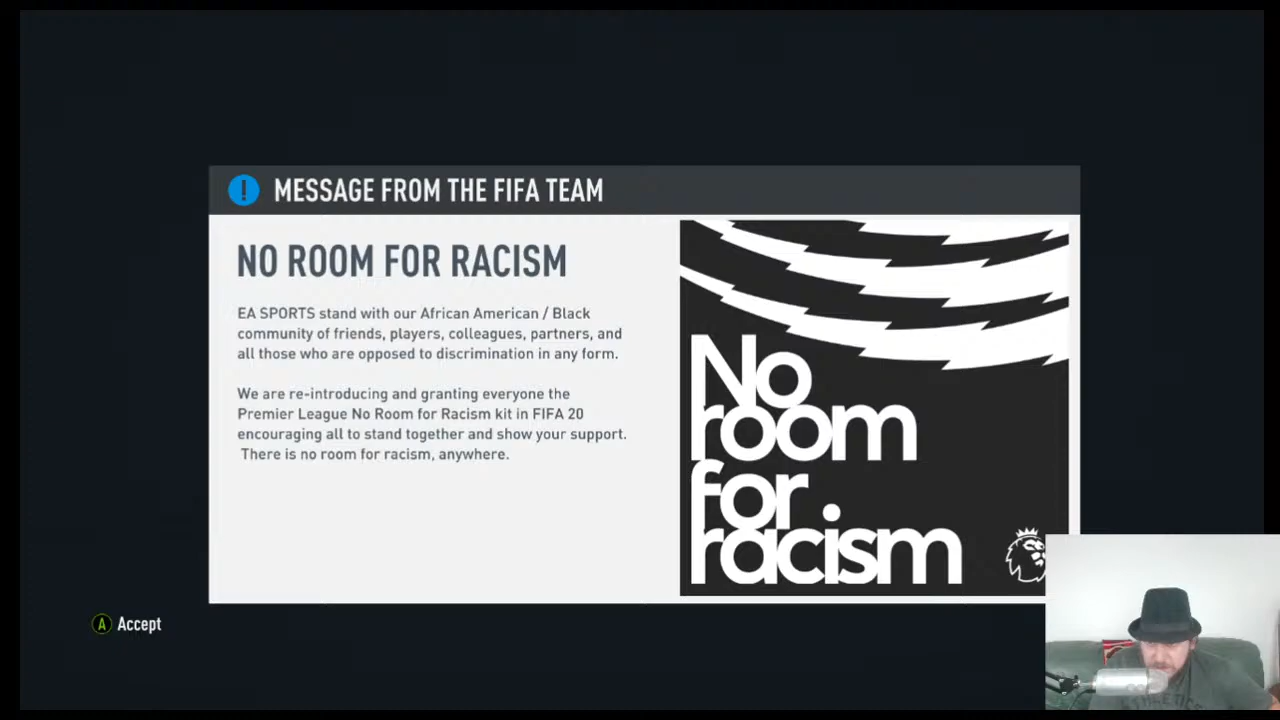 MESSAGE FROM THE FIFA TEAM
NO ROOM FOR RACISM
EA SPORTS stand with our African American / Black
community of friends, players, colleagues, partners, and
all those who are opposed to discrimination in any form.
We are re-introducing and granting everyone the
Premier League No Room for Racism kit in FIFA 20
encouraging all to stand together and show your support.
There is no room for racism, anywhere.
No
room
for
racism
A Accept
ATHLETIC